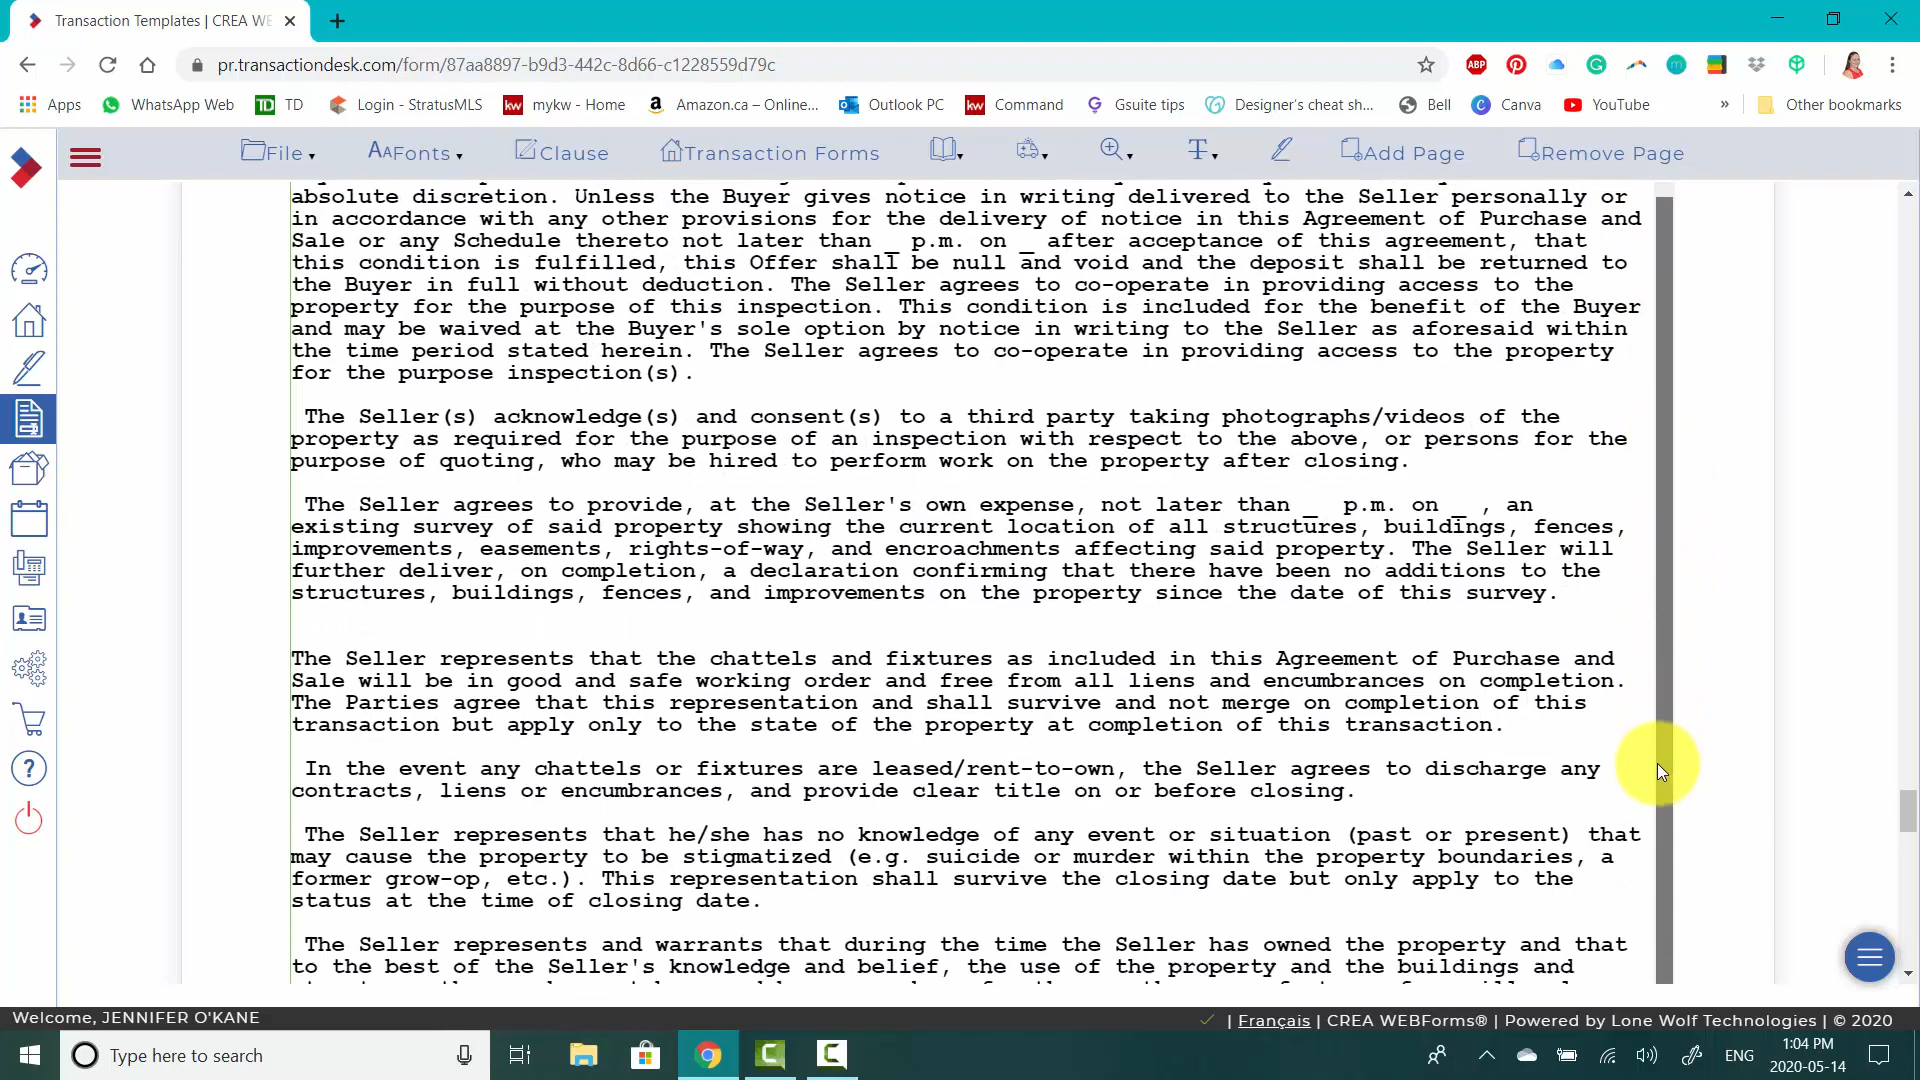 Transaction Templates | CREA WE
pr.transactiondesk.com/form/87aa8897-b9d3-442c-8d66-c1228559d79c
ABP
Apps
WhatsApp Web
TD
TD
Login - StratusMLS
kw
mykw - Home
Amazon.ca – Online...
Outlook PC
kw
Command
Gsuite tips
Designer's cheat sh...
Bell
Canva
YouTube
»
Other bookmarks
File
AAFonts
Clause
Transaction Forms
Add Page
Remove Page
absolute discretion. Unless the Buyer gives notice in writing delivered to the Seller personally or
in accordance with any other provisions for the delivery of notice in this Agreement of Purchase and
Sale or any Schedule thereto not later than _ p.m. on _ after acceptance of this agreement, that
this condition is fulfilled, this Offer shall be null and void and the deposit shall be returned to
the Buyer in full without deduction. The Seller agrees to co-operate in providing access to the
property for the purpose of this inspection. This condition is included for the benefit of the Buyer
and may be waived at the Buyer's sole option by notice in writing to the Seller as aforesaid within
the time period stated herein. The Seller agrees to co-operate in providing access to the property
for the purpose inspection(s).
The Seller(s) acknowledge(s) and consent(s) to a third party taking photographs/videos of the
property as required for the purpose of an inspection with respect to the above, or persons for the
purpose of quoting, who may be hired to perform work on the property after closing.
The Seller agrees to provide, at the Seller's own expense, not later than _ p.m. on _ , an
existing survey of said property showing the current location of all structures, buildings, fences,
improvements, easements, rights-of-way, and encroachments affecting said property. The Seller will
further deliver, on completion, a declaration confirming that there have been no additions to the
structures, buildings, fences, and improvements on the property since the date of this survey.
The Seller represents that the chattels and fixtures as included in this Agreement of Purchase and
Sale will be in good and safe working order and free from all liens and encumbrances on completion.
The Parties agree that this representation and shall survive and not merge on completion of this
transaction but apply only to the state of the property at completion of this transaction.
In the event any chattels or fixtures are leased/rent-to-own, the Seller agrees to discharge any
contracts, liens or encumbrances, and provide clear title on or before closing.
The Seller represents that he/she has no knowledge of any event or situation (past or present) that
may cause the property to be stigmatized (e.g. suicide or murder within the property boundaries, a
former grow-op, etc.). This representation shall survive the closing date but only apply to the
status at the time of closing date.
The Seller represents and warrants that during the time the Seller has owned the property and that
to the best of the Seller's knowledge and belief, the use of the property and the buildings and
Welcome, JENNIFER O'KANE
| Français | CREA WEBForms® | Powered by Lone Wolf Technologies | © 2020
Type here to search
ENG
1:04 PM
2020-05-14